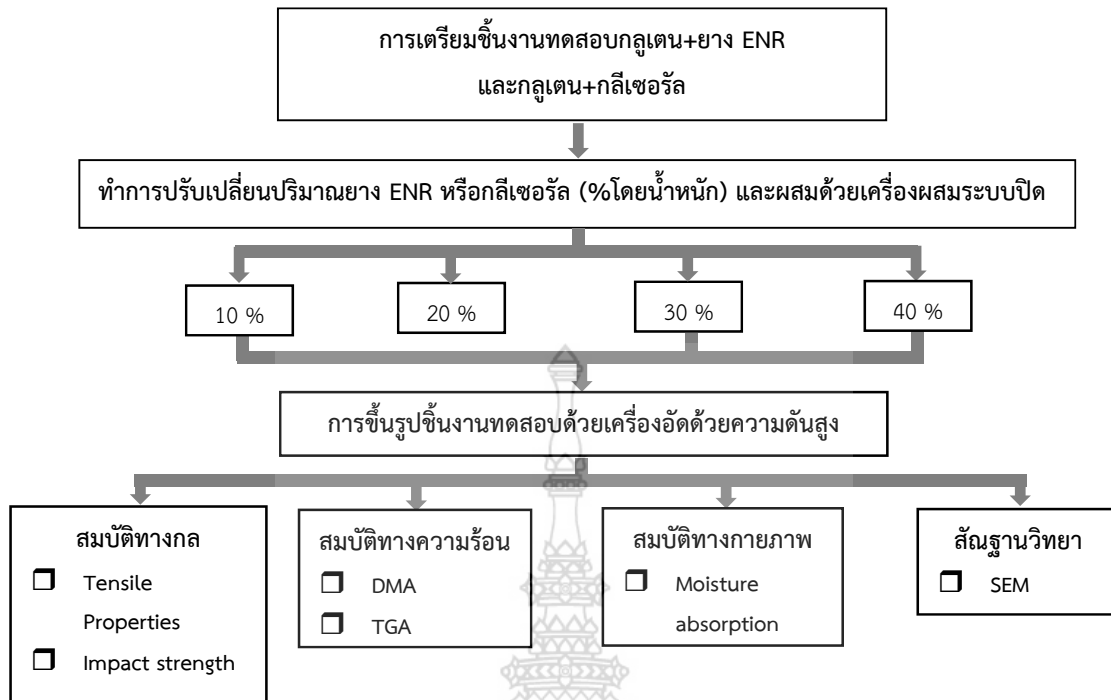 การเตรียมชิ้นงานทดสอบกลูเตน+ยาง ENR
และกลูเตน+กลีเซอรัล
ทำการปรับเปลี่ยนปริมาณยาง ENR หรือกลีเซอรัล (%โดยน้ำหนัก) และผสมด้วยเครื่องผสมระบบปิด
10 %
20 %
30 %
40 %
การขึ้นรูปชิ้นงานทดสอบด้วยเครื่องอัดด้วยความดันสูง
สมบัติทางกล
Tensile
Properties
Impact strength
สมบัติทางความร้อน
DMA
TGA
สมบัติทางกายภาพ
Moisture
absorption
สัณฐานวิทยา
SEM